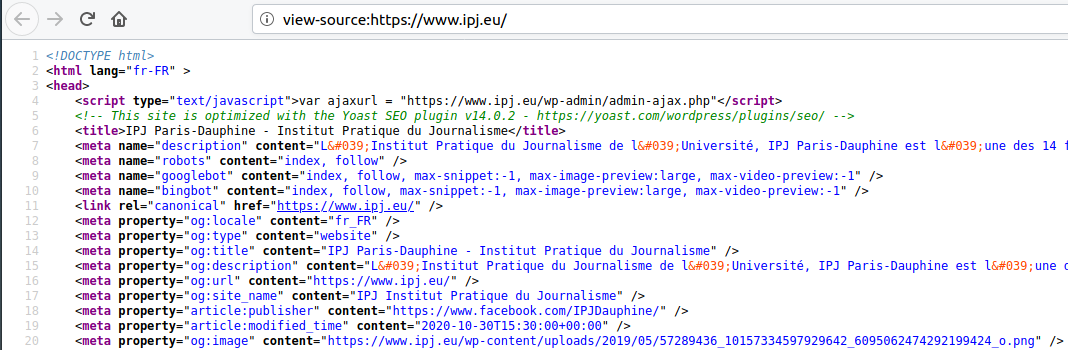 view-source:https://www.ipj.eu/
1 <!DOCTYPE html>
2 <html lang="fr-FR" >
3 <head>
4 <script type="text/javascript">var ajaxurl = "https://www.ipj.eu/wp-admin/admin-ajax.php"</script>
5 <!-- This site is optimized with the Yoast SEO plugin v14.0.2 - https://yoast.com/wordpress/plugins/seo/ -->
6 <title>IPJ Paris-Dauphine - Institut Pratique du Journalisme</title>
7 <meta name="description" content="L&#039;Institut Pratique du Journalisme de l&#039;Université, IPJ Paris-Dauphine est l&#039;une des 14 f
8 <meta name="robots" content="index, follow" />
9 <meta name="googlebot" content="index, follow, max-snippet:-1, max-image-preview:large, max-video-preview:-1" />
10 <meta name="bingbot" content="index, follow, max-snippet:-1, max-image-preview:large, max-video-preview:-1" />
11 <link rel="canonical" href="https://www.ipj.eu/" />
12 <meta property="og:locale" content="fr_FR" />
13 <meta property="og:type" content="website" />
14 <meta property="og:title" content="IPJ Paris-Dauphine - Institut Pratique du Journalisme" />
15 <meta property="og:description" content="L&#039;Institut Pratique du Journalisme de l&#039;Université, IPJ Paris-Dauphine est l&#039;une d
16 <meta property="og:url" content="https://www.ipj.eu/" />
17 <meta property="og:site_name" content="IPJ Institut Pratique du Journalisme" />
18 <meta property="article:publisher" content="https://www.facebook.com/IPJDauphine/" />
19 <meta property="article:modified_time" content="2020-10-30T15:30:00+00:00" />
20 <meta property="og:image" content="https://www.ipj.eu/wp-content/uploads/2019/05/57289436_10157334597929642_6095062474292199424_o.png" />